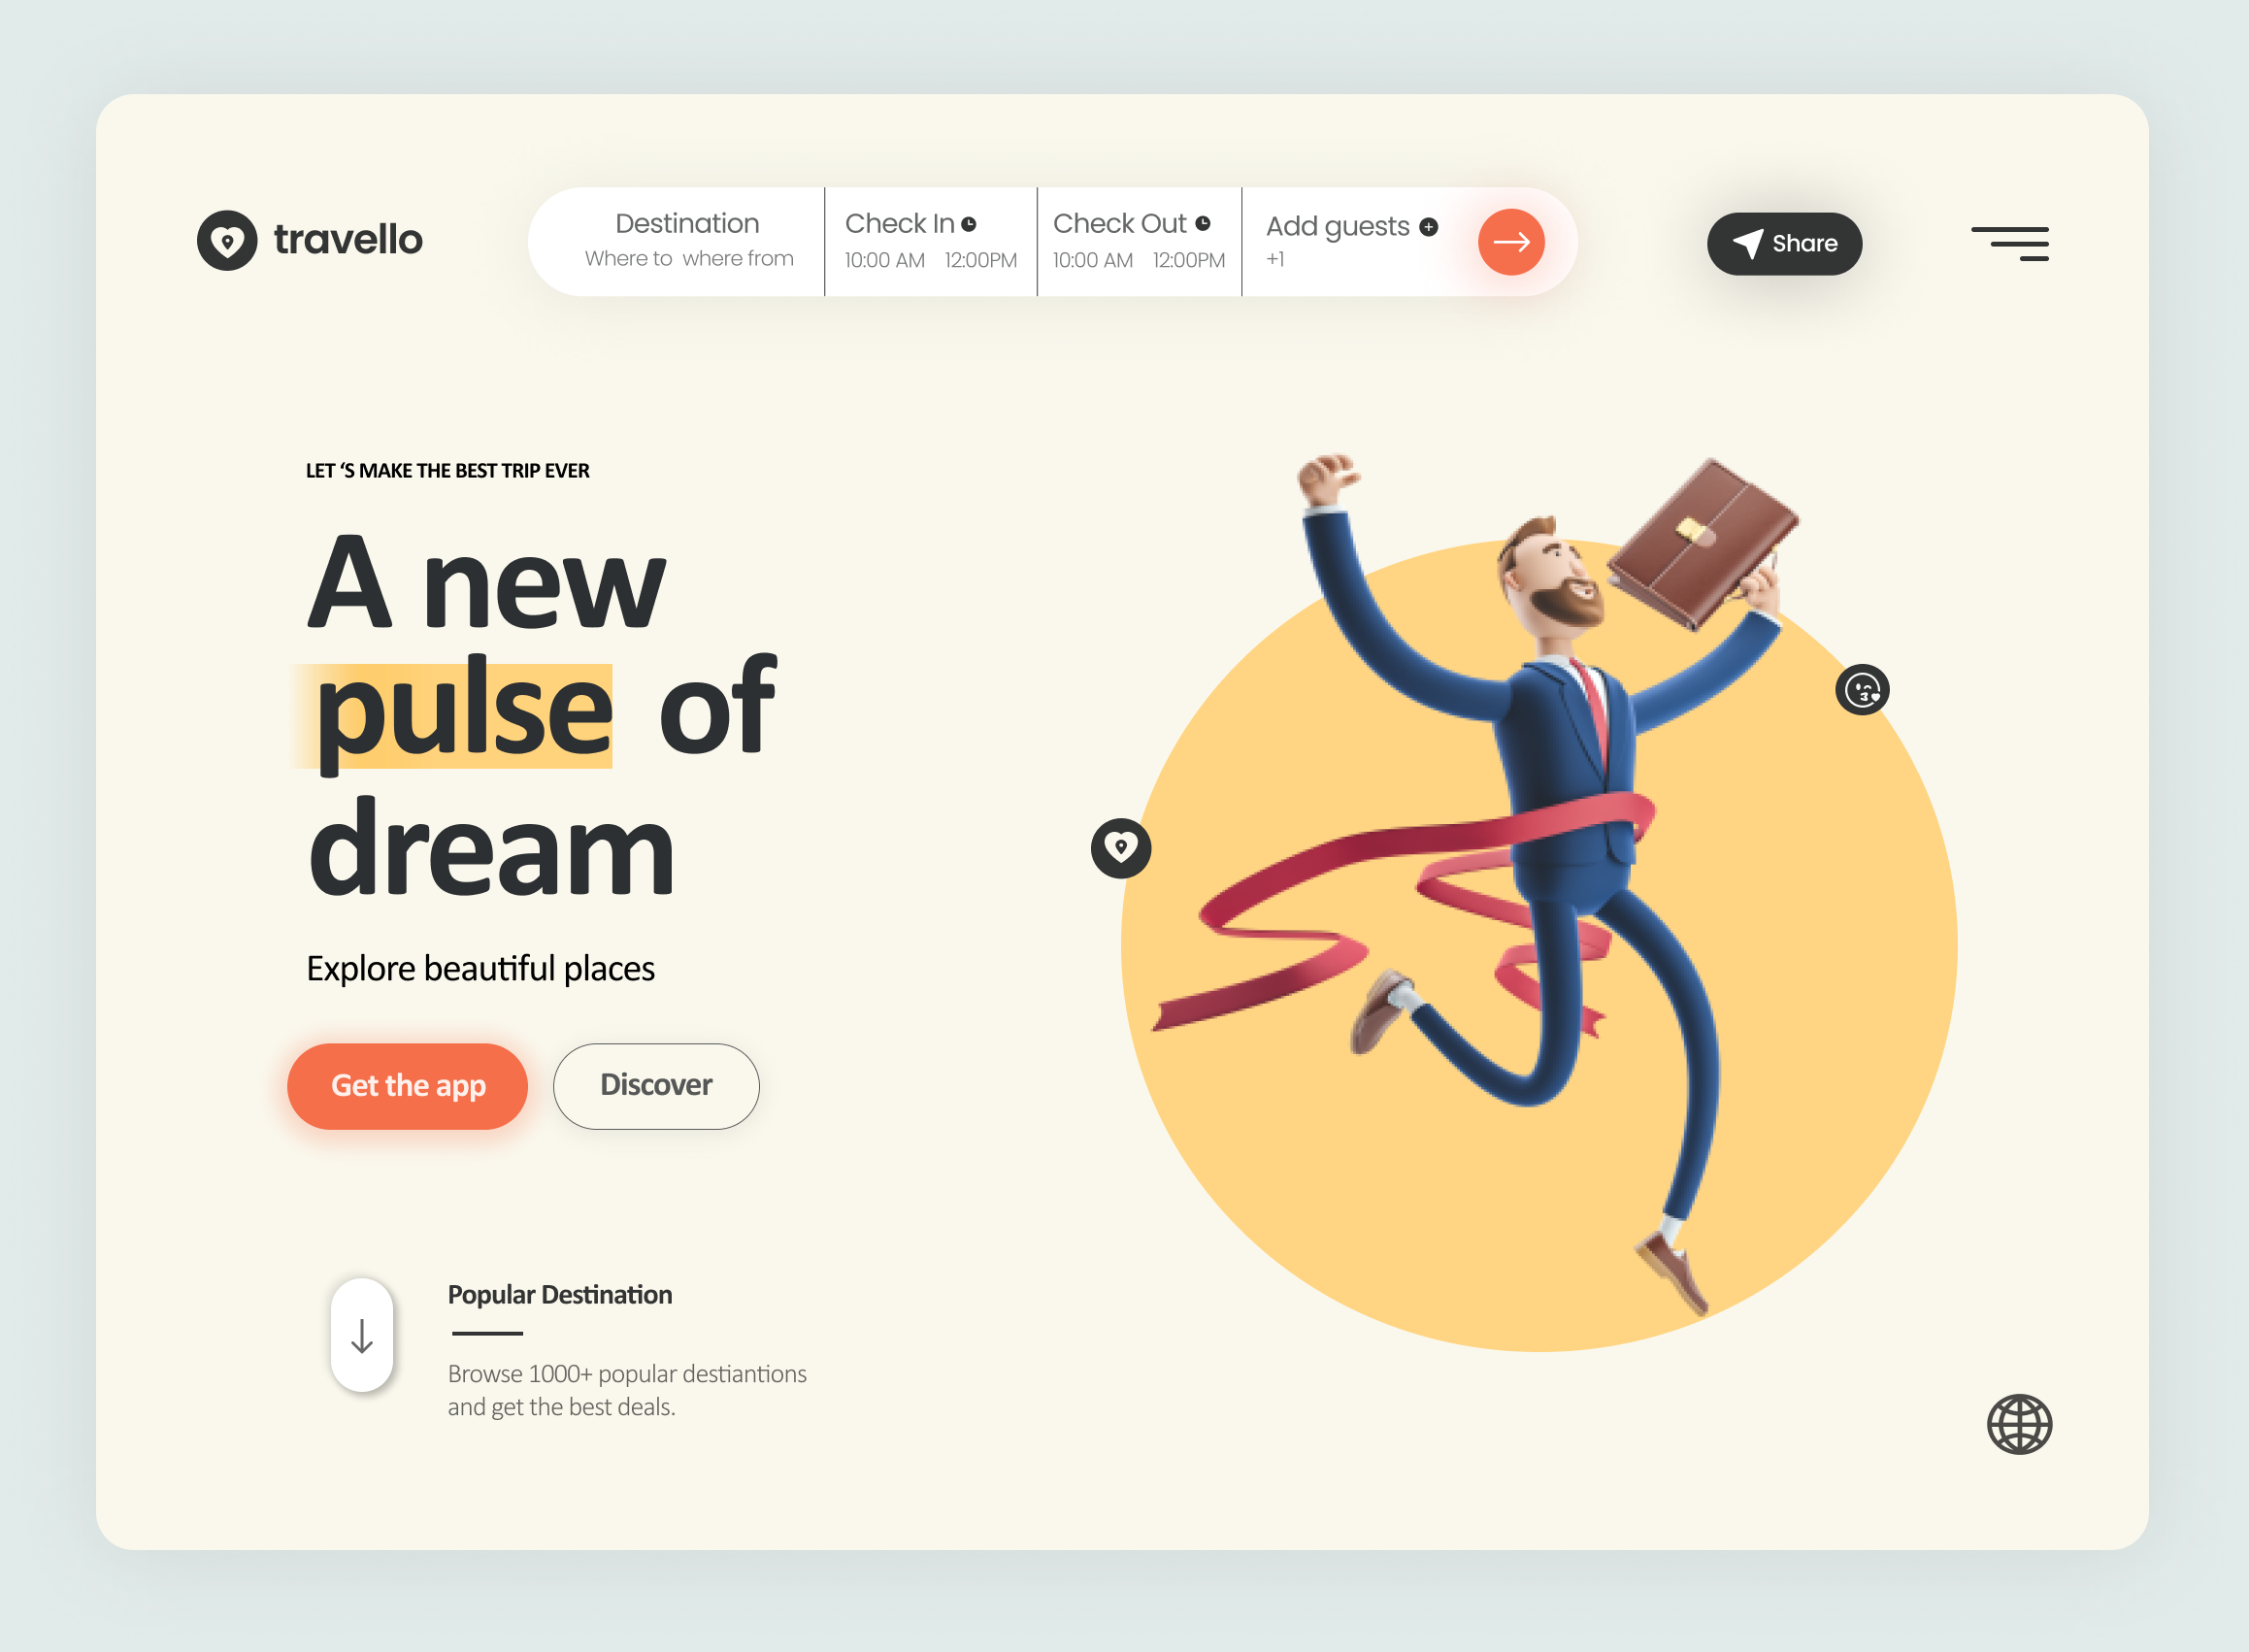 travello
Destination
Where to  where from
Check In
10:00 AM  12:00PM
Check Out
10:00 AM  12:00PM
Add guests
+1
Share
LET ‘S MAKE THE BEST TRIP EVER
A new
pulse of
dream
Explore beautiful places
Get the app
Discover
Popular Destination
Browse 1000+ popular destiantions
and get the best deals.